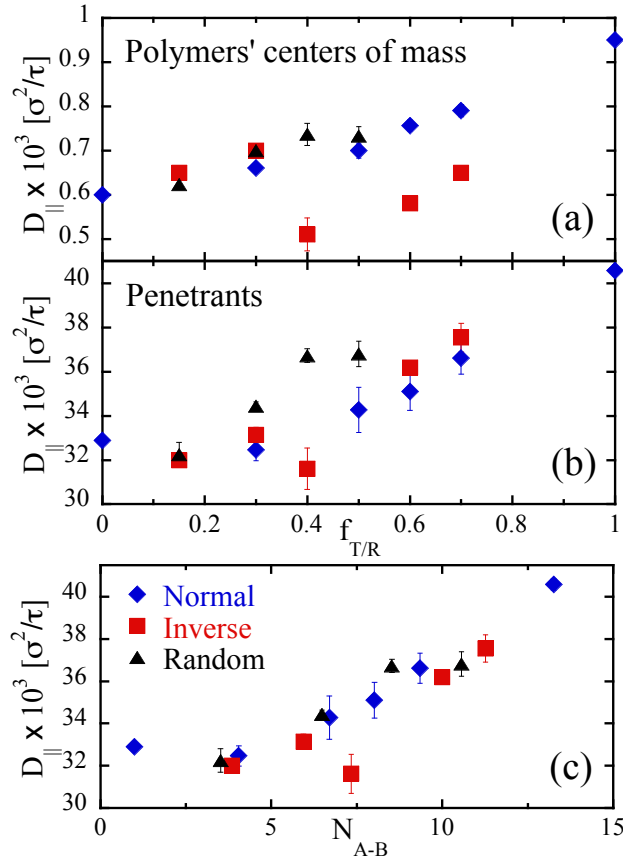 1
Polymers' centers of mass
0.9
0.8
0.7
0.6
0.5
D|| x 10³ [σ²/τ]
(a)
40
Penetrants
38
36
34
32
30
D|| x 10³ [σ²/τ]
(b)
0 0.2 0.4 0.6 0.8 1
f_T/R
40
38
36
34
32
30
D|| x 10³ [σ²/τ]
Normal
Inverse
Random
(c)
0 5 10 15
N_A-B